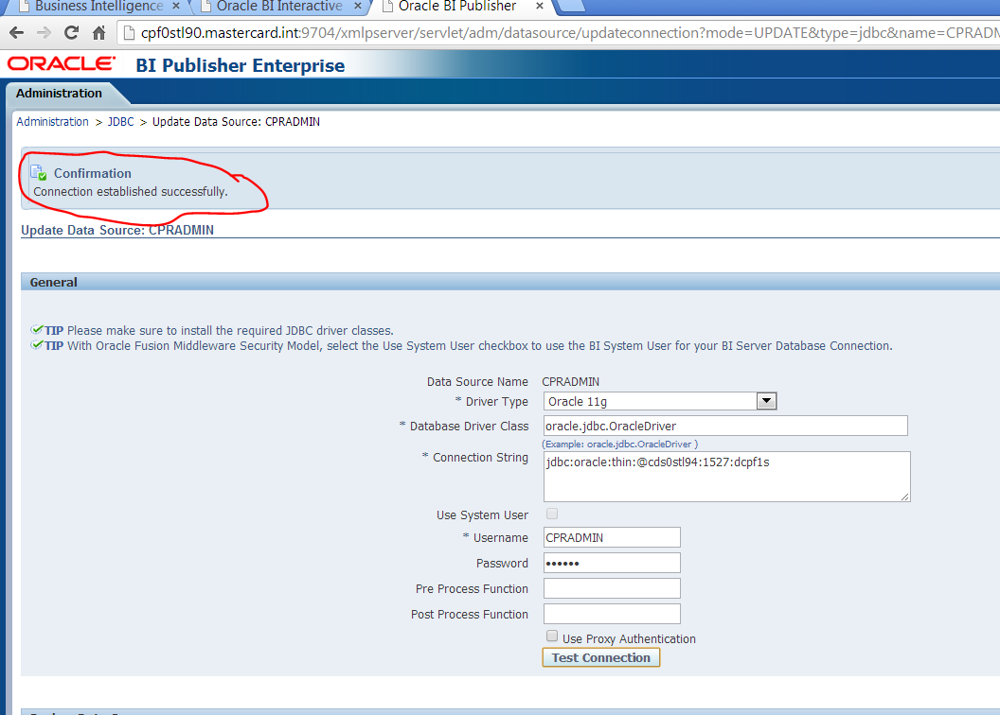 Business Intelligence × Oracle BI Interactive × Oracle BI Publisher ×
cpf0stl90.mastercard.int:9704/xmlpserver/servlet/adm/datasource/updateconnection?mode=UPDATE&type=jdbc&name=CPRADM
ORACLE BI Publisher Enterprise
Administration
Administration > JDBC > Update Data Source: CPRADMIN
Confirmation
Connection established successfully.
Update Data Source: CPRADMIN
General
TIP Please make sure to install the required JDBC driver classes.
TIP With Oracle Fusion Middleware Security Model, select the Use System User checkbox to use the BI System User for your BI Server Database Connection.
Data Source Name CPRADMIN
* Driver Type Oracle 11g
* Database Driver Class oracle.jdbc.OracleDriver
(Example: oracle.jdbc.OracleDriver )
* Connection String jdbc:oracle:thin:@cds0stl94:1527:dcpf1s
Use System User
* Username CPRADMIN
Password ••••••
Pre Process Function
Post Process Function
Use Proxy Authentication
Test Connection